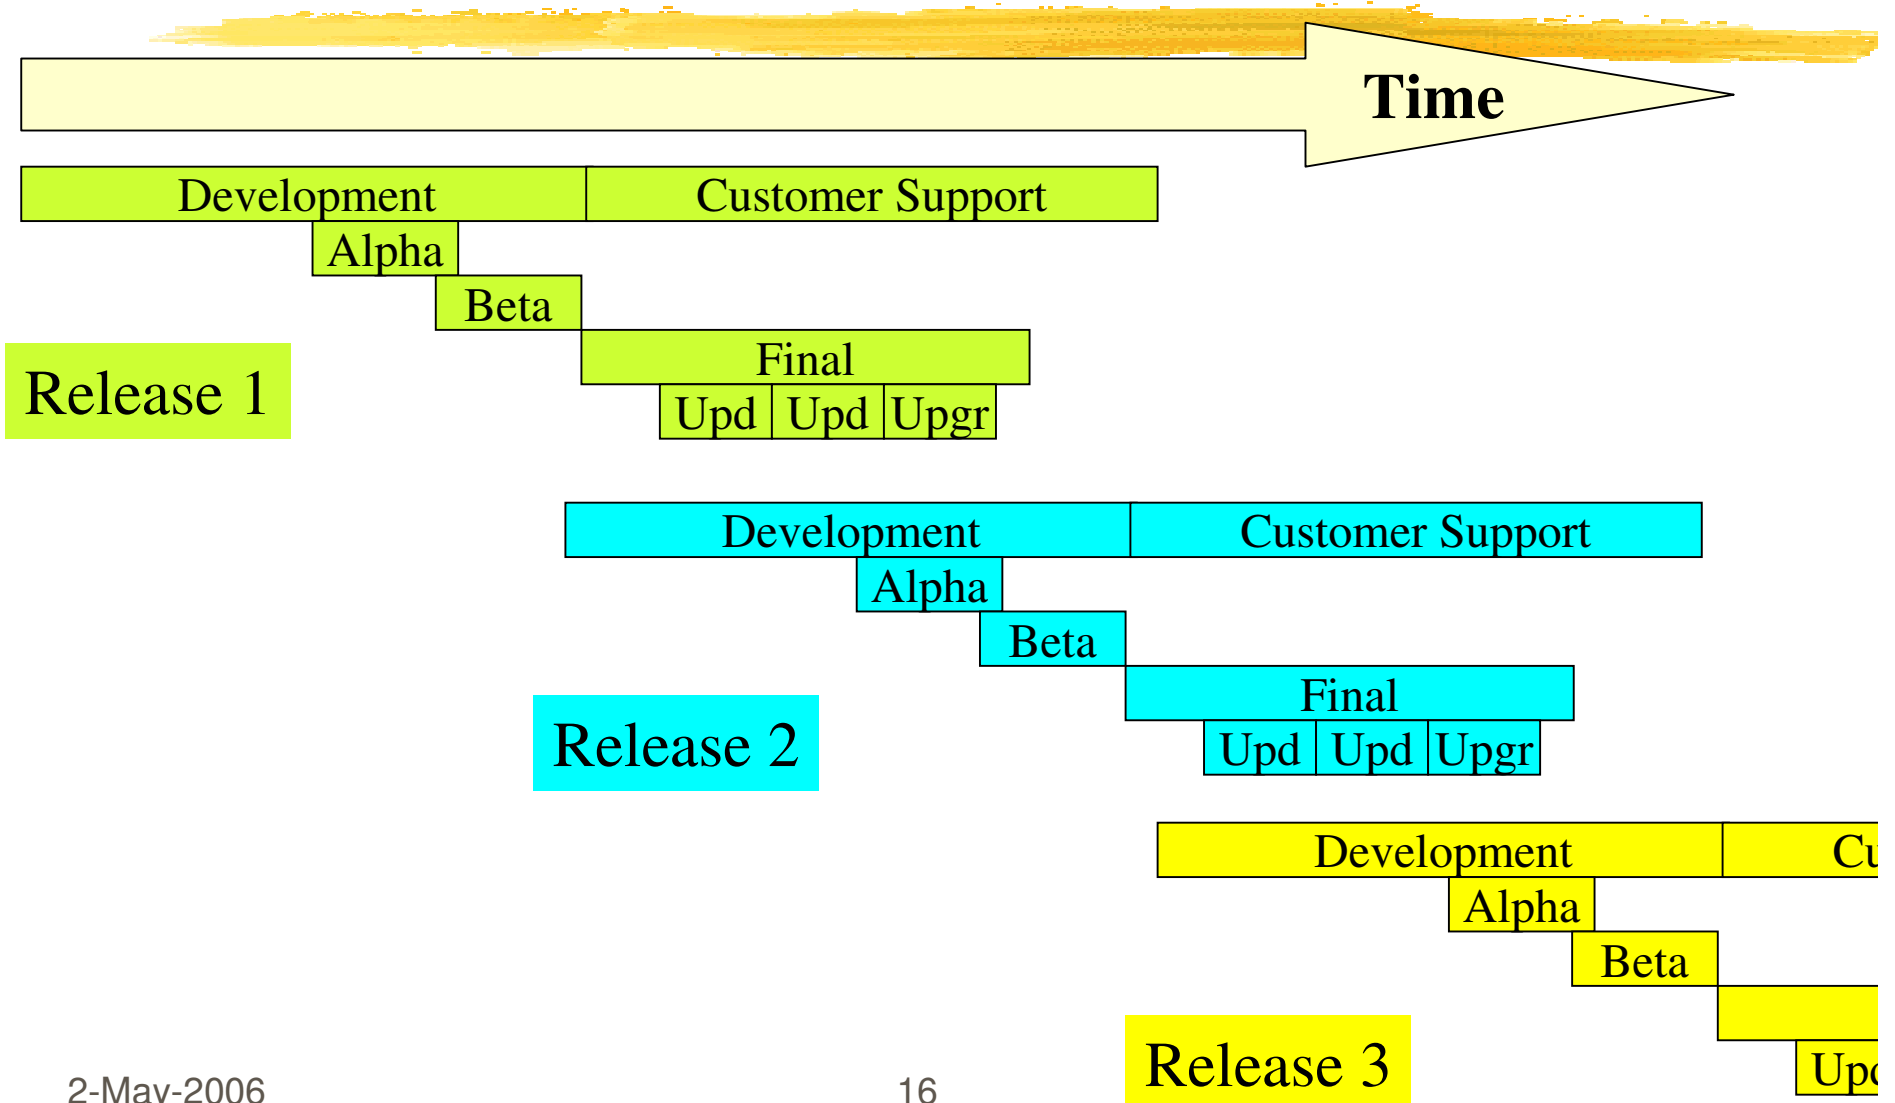 Time
Development Customer Support
Alpha
Beta
Final
Release 1
Upd Upd Upgr
Development Customer Support
Alpha
Beta
Final
Release 2
Upd Upd Upgr
Development
Alpha
Beta
Release 3
2-May-2006 16